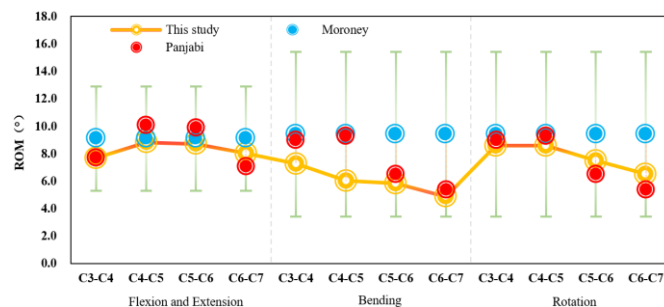 18.0
This study
Moroney
16.0
Panjabi
14.0
12.0
10.0
8.0
6.0
4.0
2.0
0.0
ROM (°)
C3-C4 C4-C5 C5-C6 C6-C7 C3-C4 C4-C5 C5-C6 C6-C7 C3-C4 C4-C5 C5-C6 C6-C7
Flexion and Extension Bending Rotation